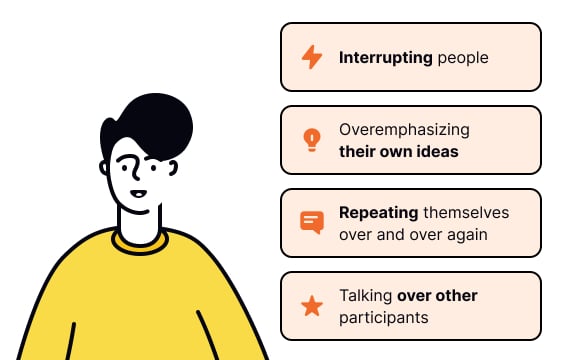 Interrupting people
Overemphasizing
their own ideas
Repeating themselves
over and over again
Talking over other
participants